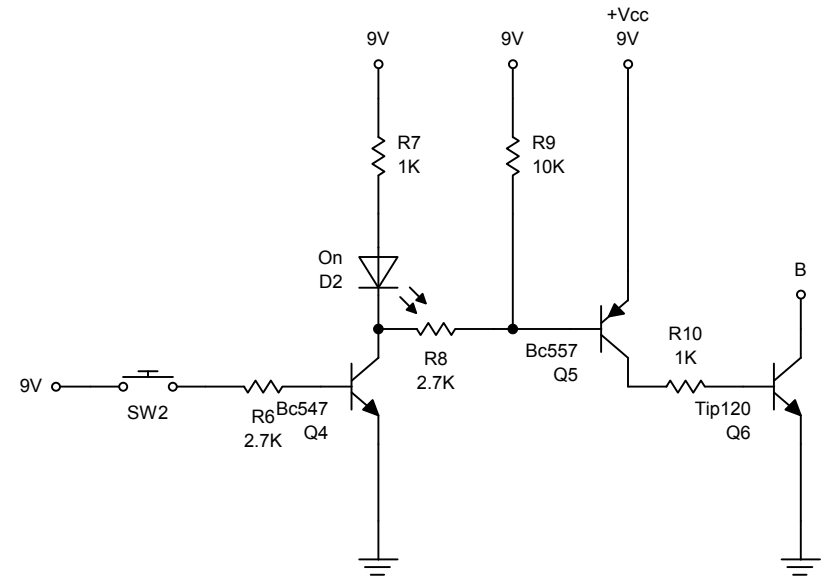 +Vcc
9V
9V
9V
R7
1K
R9
10K
On
D2
B
R10
1K
R8
2.7K
Bc557
Q5
9V
SW2
R6
2.7K
Bc547
Q4
Tip120
Q6